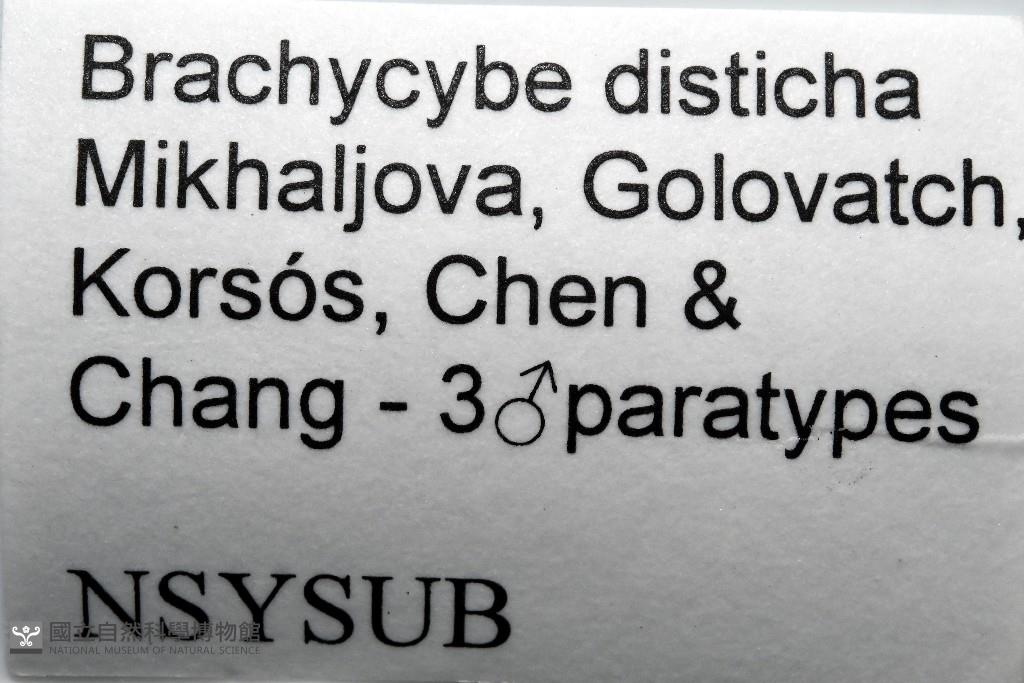 Brachycybe disticha
Mikhaljova, Golovatch,
Korsós, Chen &
Chang - 3♂paratypes
NSYSUB
國立自然科學博物館
NATIONAL MUSEUM OF NATURAL SCIENCE